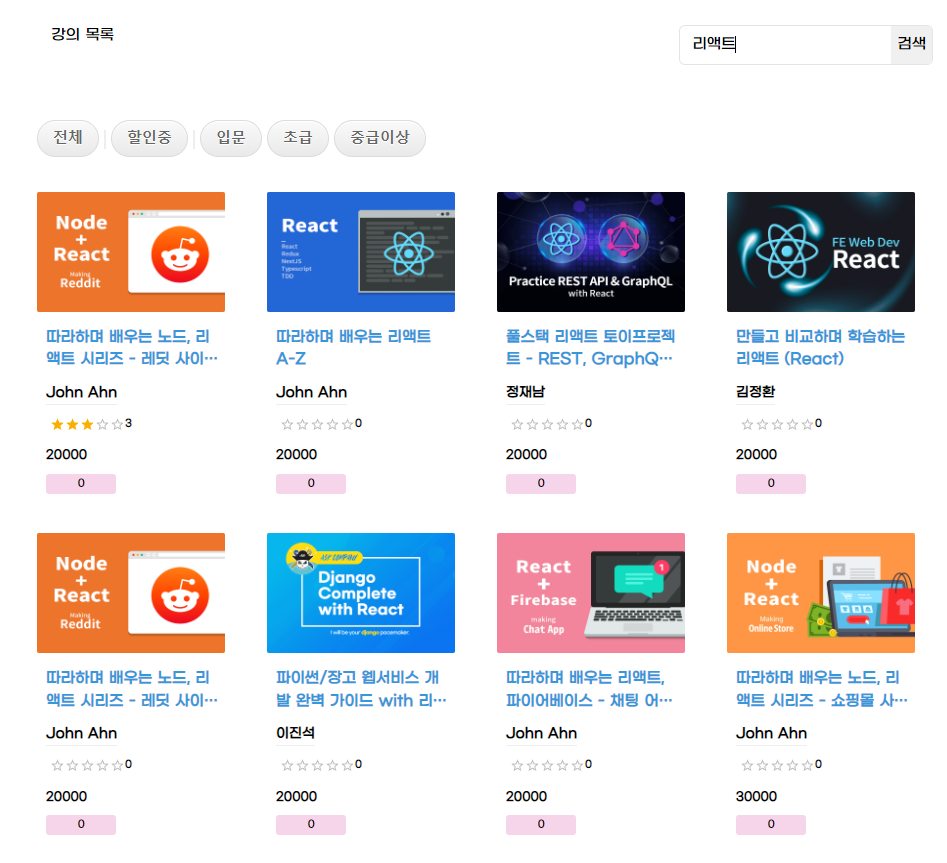 강의 목록
리액트
검색
전체 | 할인중 | 입문 초급 중급이상
Node
+
React
Making
Reddit
따라하며 배우는 노드, 리
액트 시리즈 - 레딧 사이…
John Ahn
3
20000
0
React
React
Redux
NextJS
Typescript
TDD
따라하며 배우는 리액트
A-Z
John Ahn
0
20000
0
Practice REST API & GraphQL
with React
풀스택 리액트 토이프로젝
트 - REST, GraphQ…
정재남
0
20000
0
FE Web Dev
React
만들고 비교하며 학습하는
리액트 (React)
김정환
0
20000
0
Node
+
React
Making
Reddit
따라하며 배우는 노드, 리
액트 시리즈 - 레딧 사이…
John Ahn
0
20000
0
ASK COMPANY
Django
Complete
with React
I will be your django pacemaker.
파이썬/장고 웹서비스 개
발 완벽 가이드 with 리…
이진석
0
20000
0
React
+
Firebase
making
Chat App
1
따라하며 배우는 리액트,
파이어베이스 - 채팅 어…
John Ahn
0
20000
0
Node
+
React
Making
Online Store
따라하며 배우는 노드, 리
액트 시리즈 - 쇼핑몰 사…
John Ahn
0
30000
0